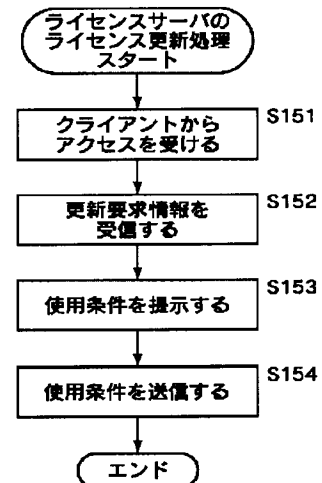 ライセンスサーバの
ライセンス更新処理
スタート
クライアントから
アクセスを受ける
S151
更新要求情報を
受信する
S152
使用条件を提示する
S153
使用条件を送信する
S154
エンド